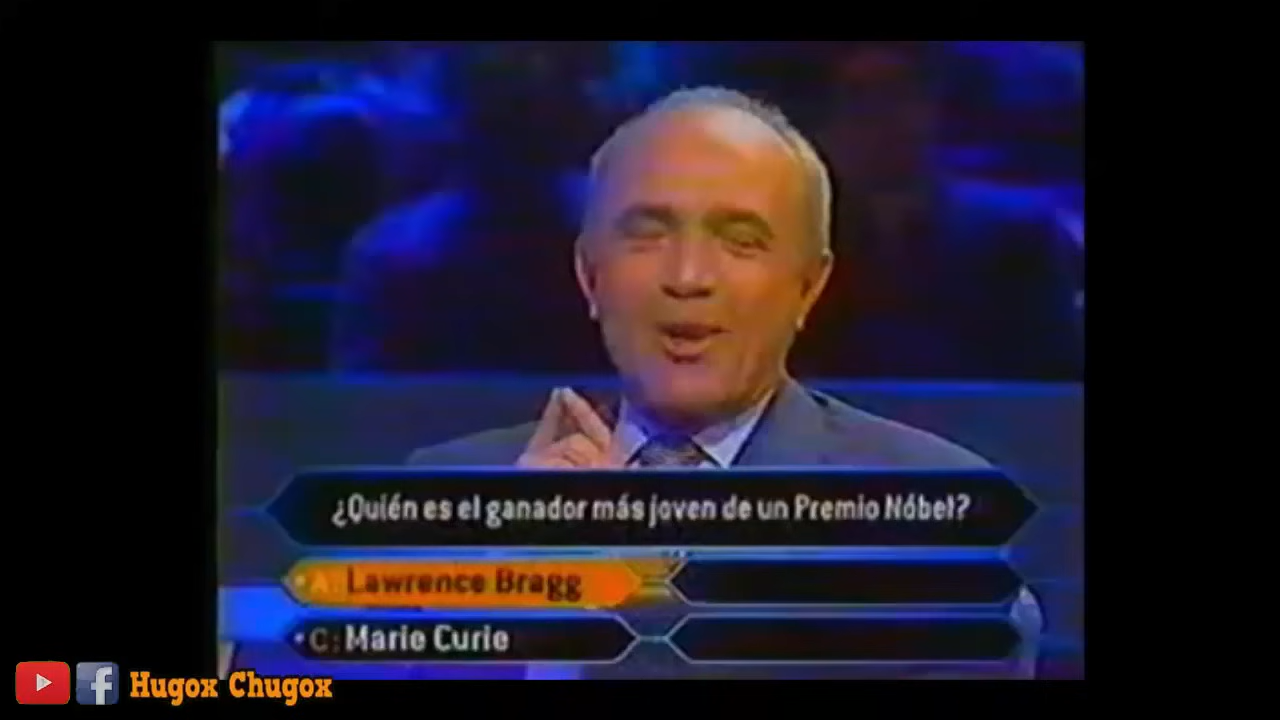 ¿Quién es el ganador más joven de un Premio Nóbel?
A: Lawrence Bragg
C: Marie Curie
Hugox Chugox